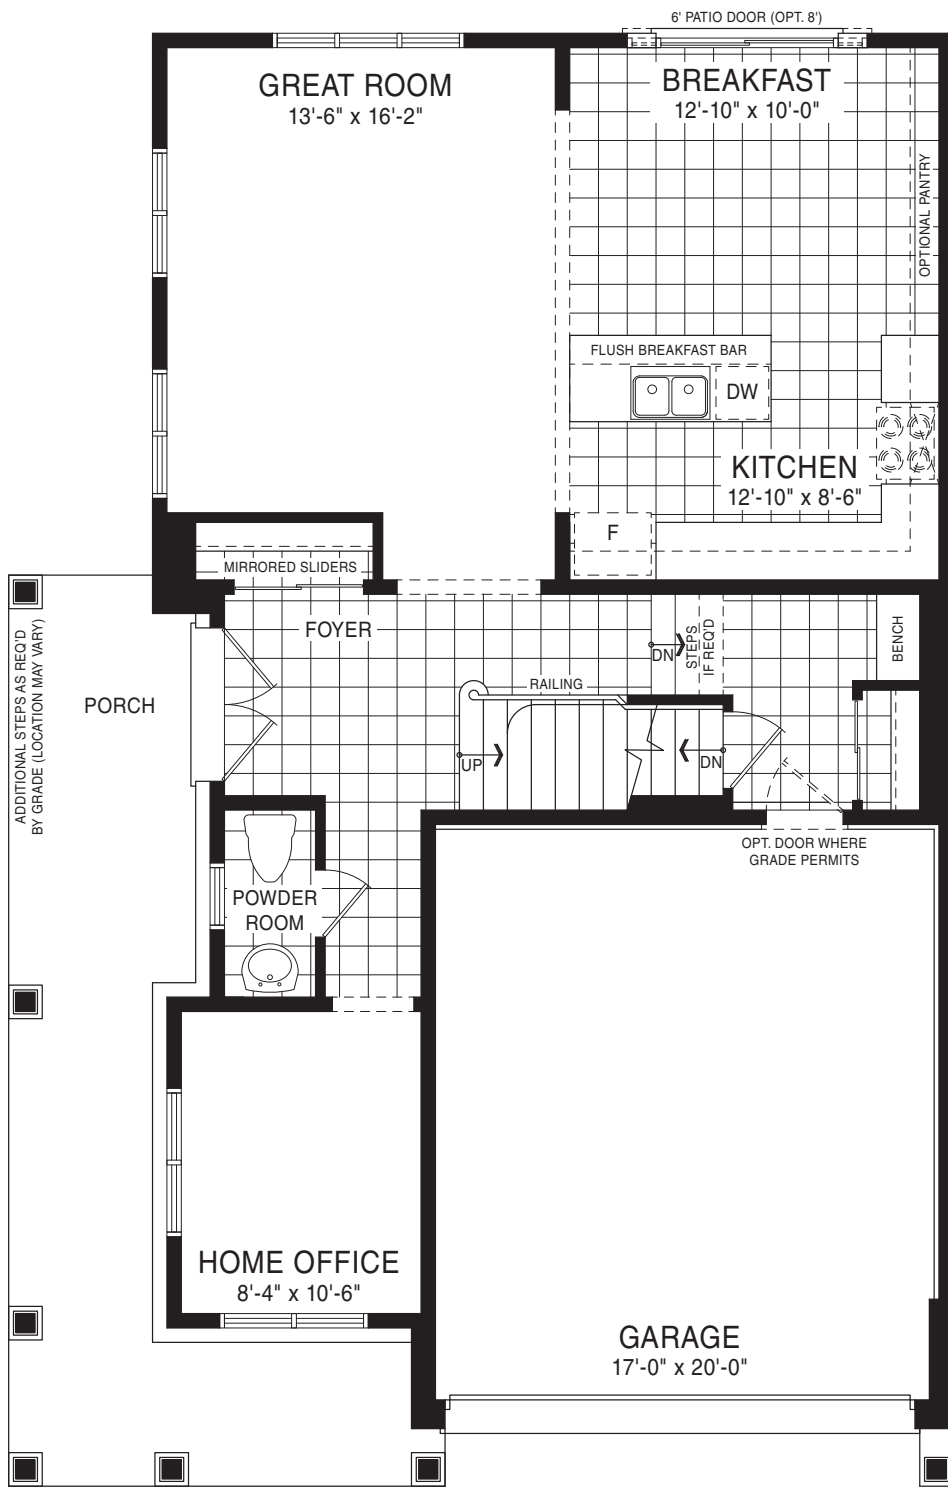 6' PATIO DOOR (OPT. 8')
GREAT ROOM
13'-6" x 16'-2"
BREAKFAST
12'-10" x 10'-0"
OPTIONAL PANTRY
FLUSH BREAKFAST BAR
DW
KITCHEN
12'-10" x 8'-6"
F
MIRRORED SLIDERS
FOYER
DN
STEPS
IF REQ'D
BENCH
ADDITIONAL STEPS AS REQ'D
BY GRADE (LOCATION MAY VARY)
PORCH
RAILING
UP
DN
OPT. DOOR WHERE
GRADE PERMITS
POWDER
ROOM
HOME OFFICE
8'-4" x 10'-6"
GARAGE
17'-0" x 20'-0"